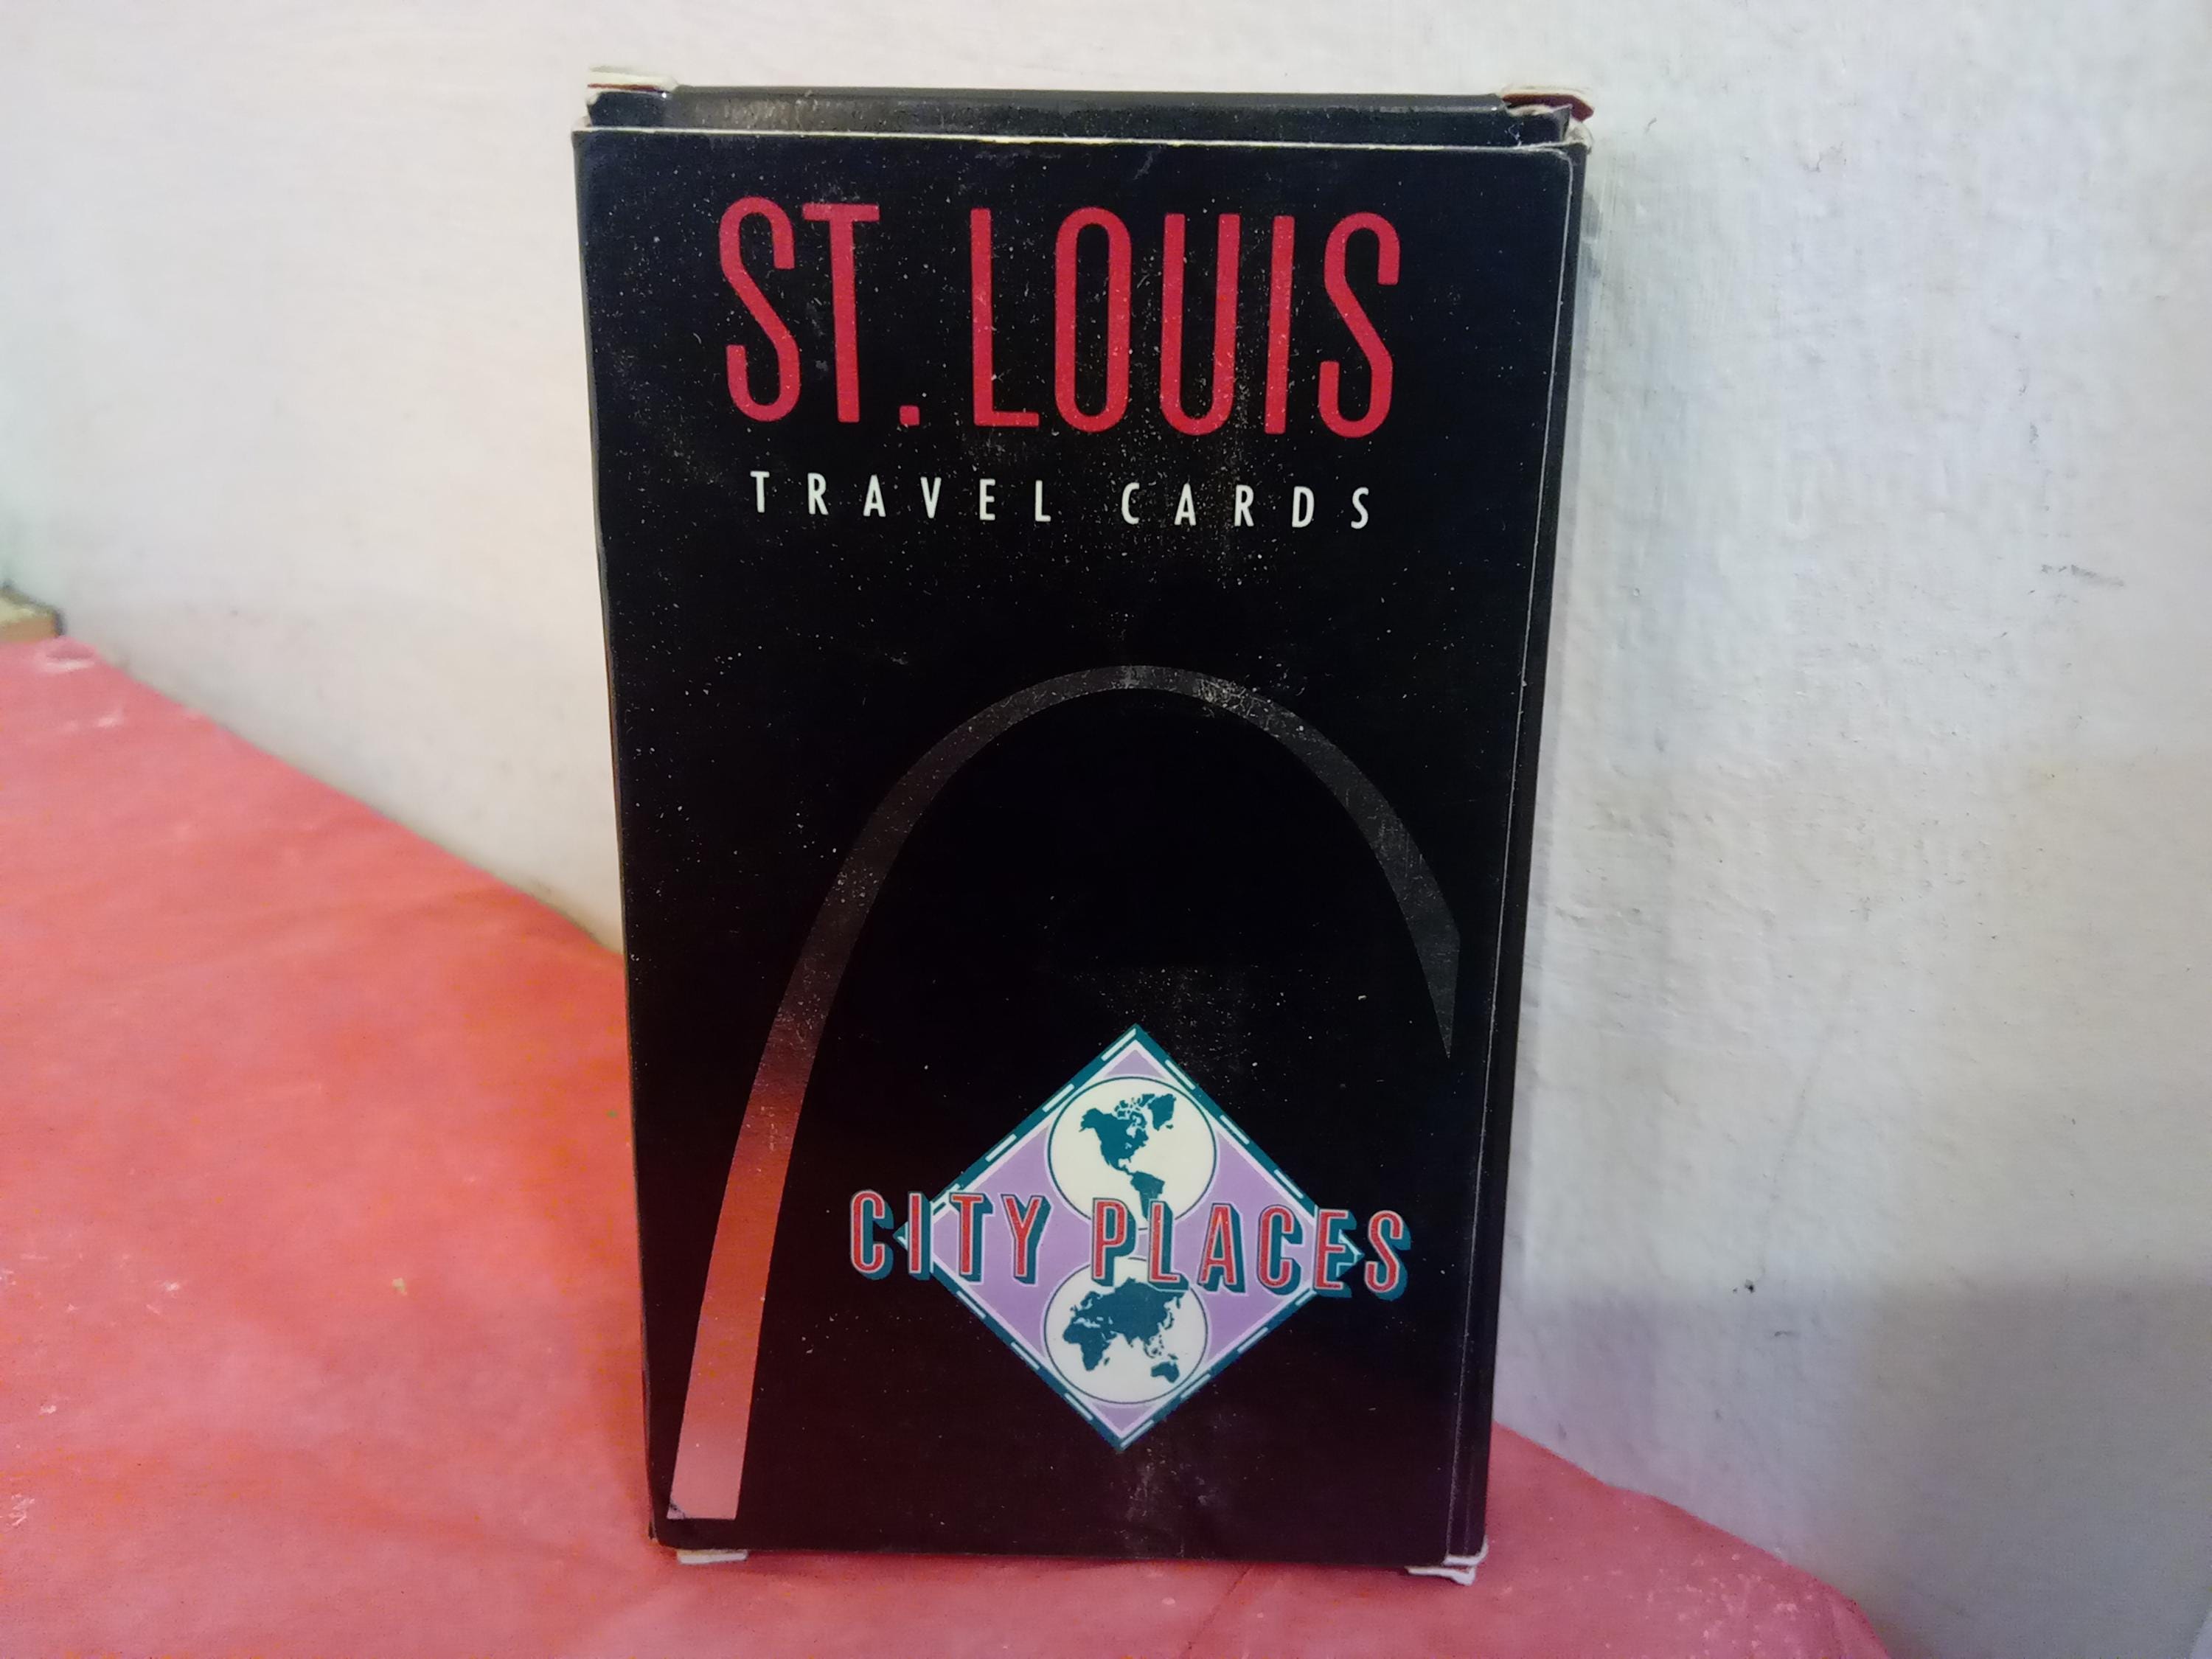 ST. LOUIS
TRAVEL CARDS
CITY PLACES